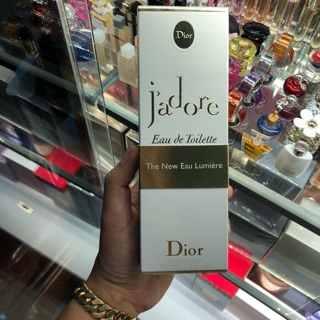 Dior
j'adore
Eau de Toilette
The New Eau Lumière
Dior